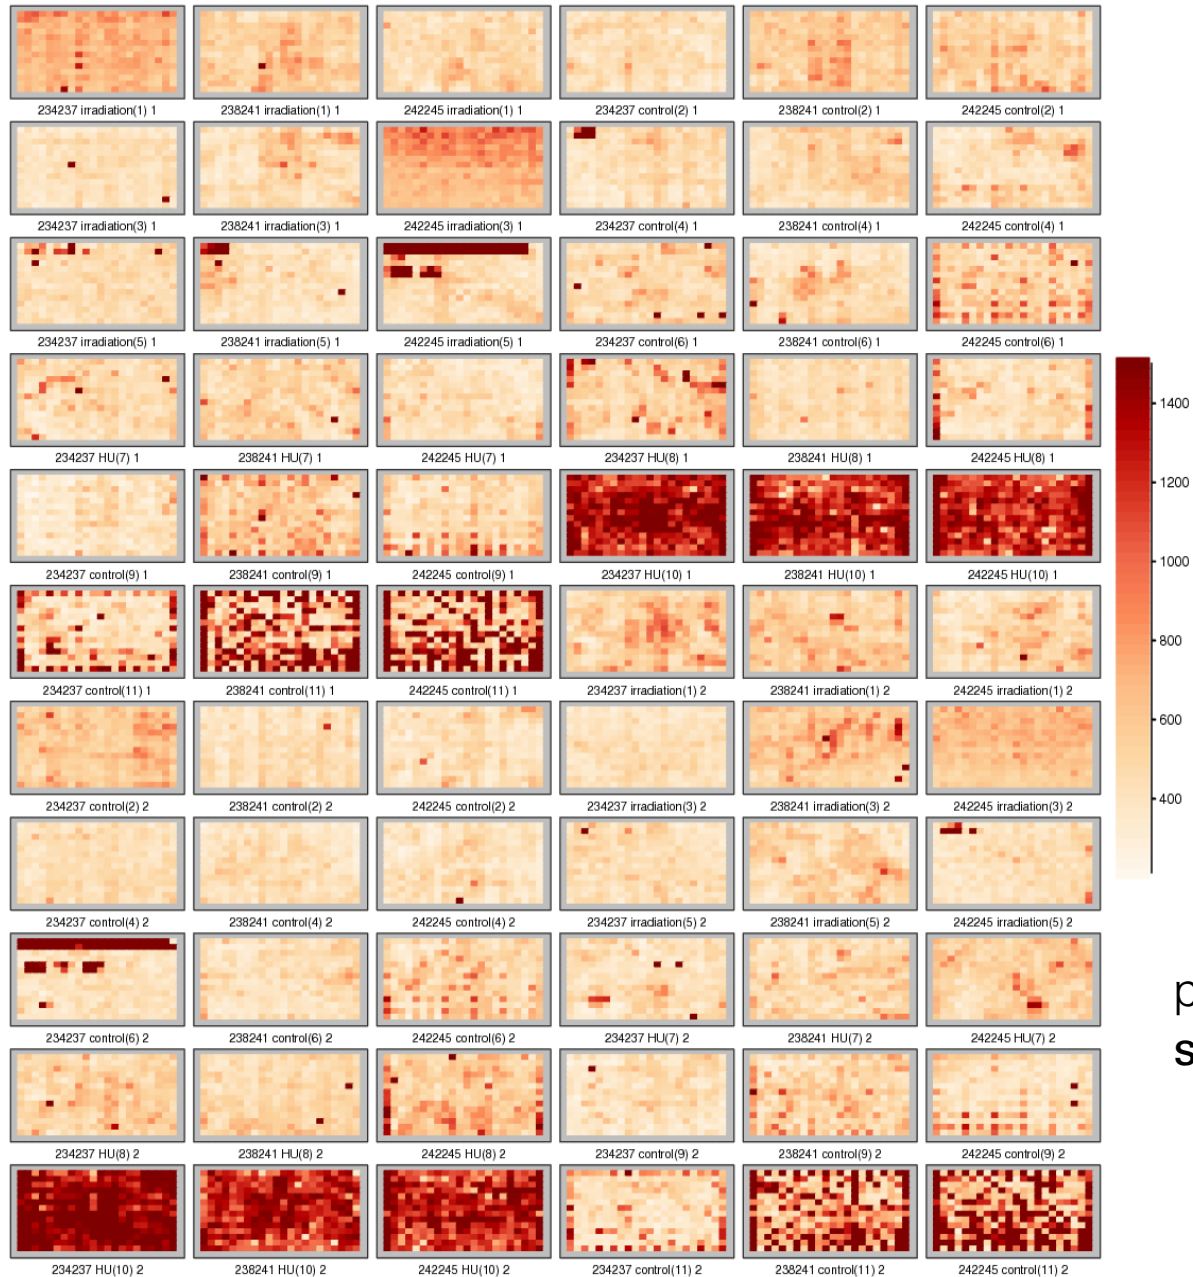 234237 irradiation(1) 1 238241 irradiation(1) 1 242245 irradiation(1) 1 234237 control(2) 1 238241 control(2) 1 242245 control(2) 1
234237 irradiation(3) 1 238241 irradiation(3) 1 242245 irradiation(3) 1 234237 control(4) 1 238241 control(4) 1 242245 control(4) 1
234237 irradiation(5) 1 238241 irradiation(5) 1 242245 irradiation(5) 1 234237 control(6) 1 238241 control(6) 1 242245 control(6) 1
234237 HU(7) 1 238241 HU(7) 1 242245 HU(7) 1 234237 HU(8) 1 238241 HU(8) 1 242245 HU(8) 1
234237 control(9) 1 238241 control(9) 1 242245 control(9) 1 234237 HU(10) 1 238241 HU(10) 1 242245 HU(10) 1
234237 control(11) 1 238241 control(11) 1 242245 control(11) 1 234237 irradiation(1) 2 238241 irradiation(1) 2 242245 irradiation(1) 2
234237 control(2) 2 238241 control(2) 2 242245 control(2) 2 234237 irradiation(3) 2 238241 irradiation(3) 2 242245 irradiation(3) 2
234237 control(4) 2 238241 control(4) 2 242245 control(4) 2 234237 irradiation(5) 2 238241 irradiation(5) 2 242245 irradiation(5) 2
234237 control(6) 2 238241 control(6) 2 242245 control(6) 2 234237 HU(7) 2 238241 HU(7) 2 242245 HU(7) 2
234237 HU(8) 2 238241 HU(8) 2 242245 HU(8) 2 234237 control(9) 2 238241 control(9) 2 242245 control(9) 2
234237 HU(10) 2 238241 HU(10) 2 242245 HU(10) 2 234237 control(11) 2 238241 control(11) 2 242245 control(11) 2
1400
1200
1000
800
600
400
p
s